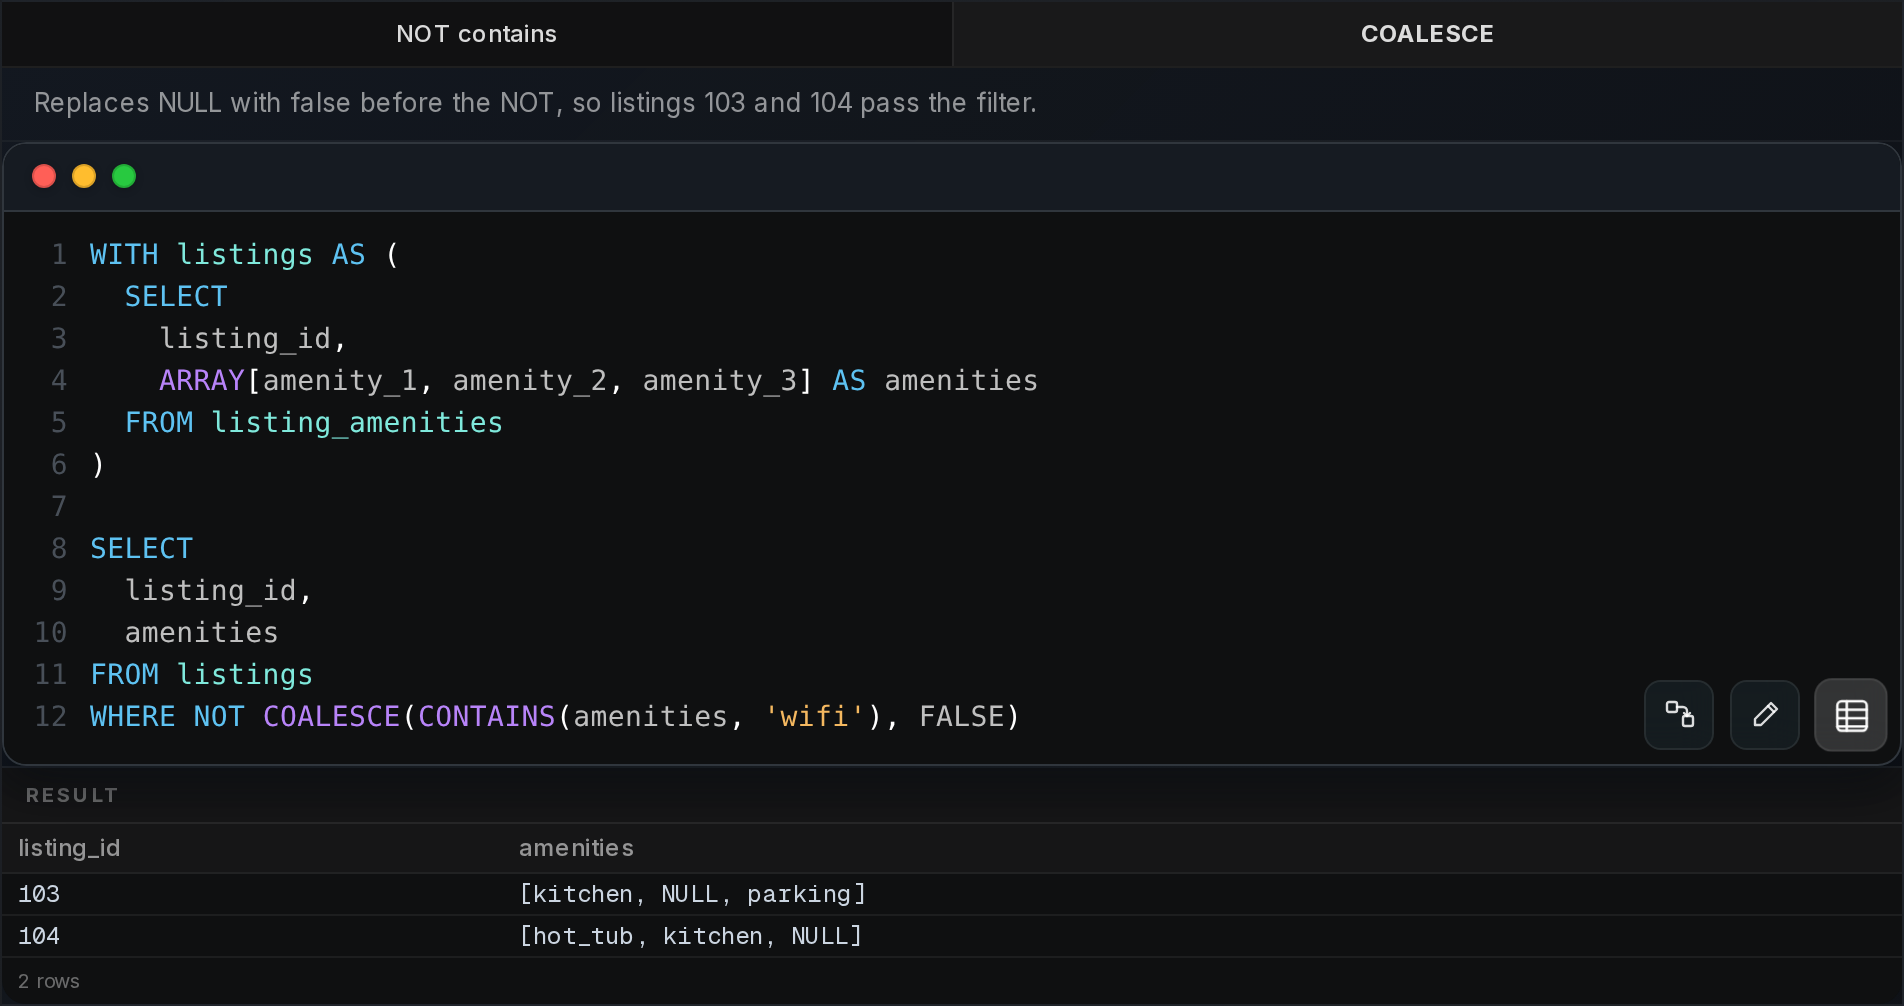 NOT contains
COALESCE
Replaces NULL with false before the NOT, so listings 103 and 104 pass the filter.
1 WITH listings AS (
2   SELECT
3     listing_id,
4     ARRAY[amenity_1, amenity_2, amenity_3] AS amenities
5   FROM listing_amenities
6 )
7
8 SELECT
9   listing_id,
10   amenities
11 FROM listings
12 WHERE NOT COALESCE(CONTAINS(amenities, 'wifi'), FALSE)
RESULT
listing_id amenities
103 [kitchen, NULL, parking]
104 [hot_tub, kitchen, NULL]
2 rows